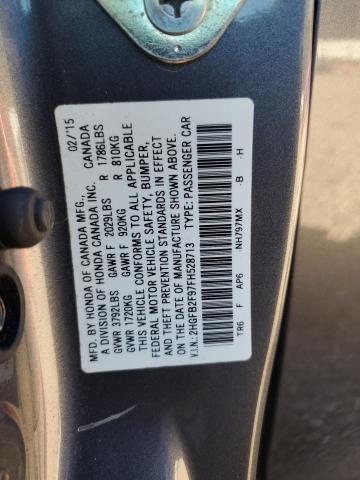 MFD. BY HONDA OF CANADA MFG., 02/15
A DIVISION OF HONDA CANADA INC. CANADA
GVWR 3792LBS GAWR F 2029LBS R 1786LBS
GVWR 1720KG GAWR F 920KG R 810KG
THIS VEHICLE CONFORMS TO ALL APPLICABLE
FEDERAL MOTOR VEHICLE SAFETY, BUMPER,
AND THEFT PREVENTION STANDARDS IN EFFECT
ON THE DATE OF MANUFACTURE SHOWN ABOVE.
V.I.N.: 2HGFB2F97FH528713 TYPE: PASSENGER CAR
TR6 F AP6 -NH797MX -B -H